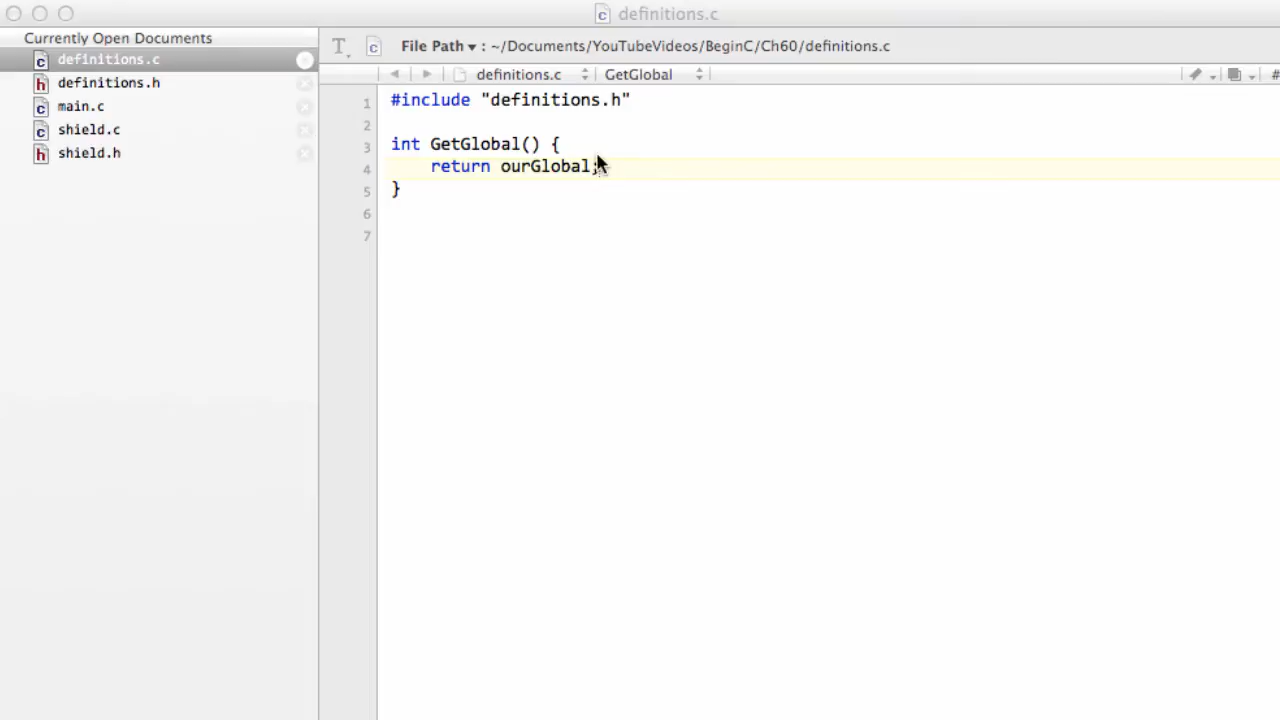 definitions.c
Currently Open Documents
definitions.c
definitions.h
main.c
shield.c
shield.h
File Path ▾ : ~/Documents/YouTubeVideos/BeginC/Ch60/definitions.c
definitions.c GetGlobal #
1 #include "definitions.h"
2
3 int GetGlobal() {
4 return ourGlobal;
5 }
6
7